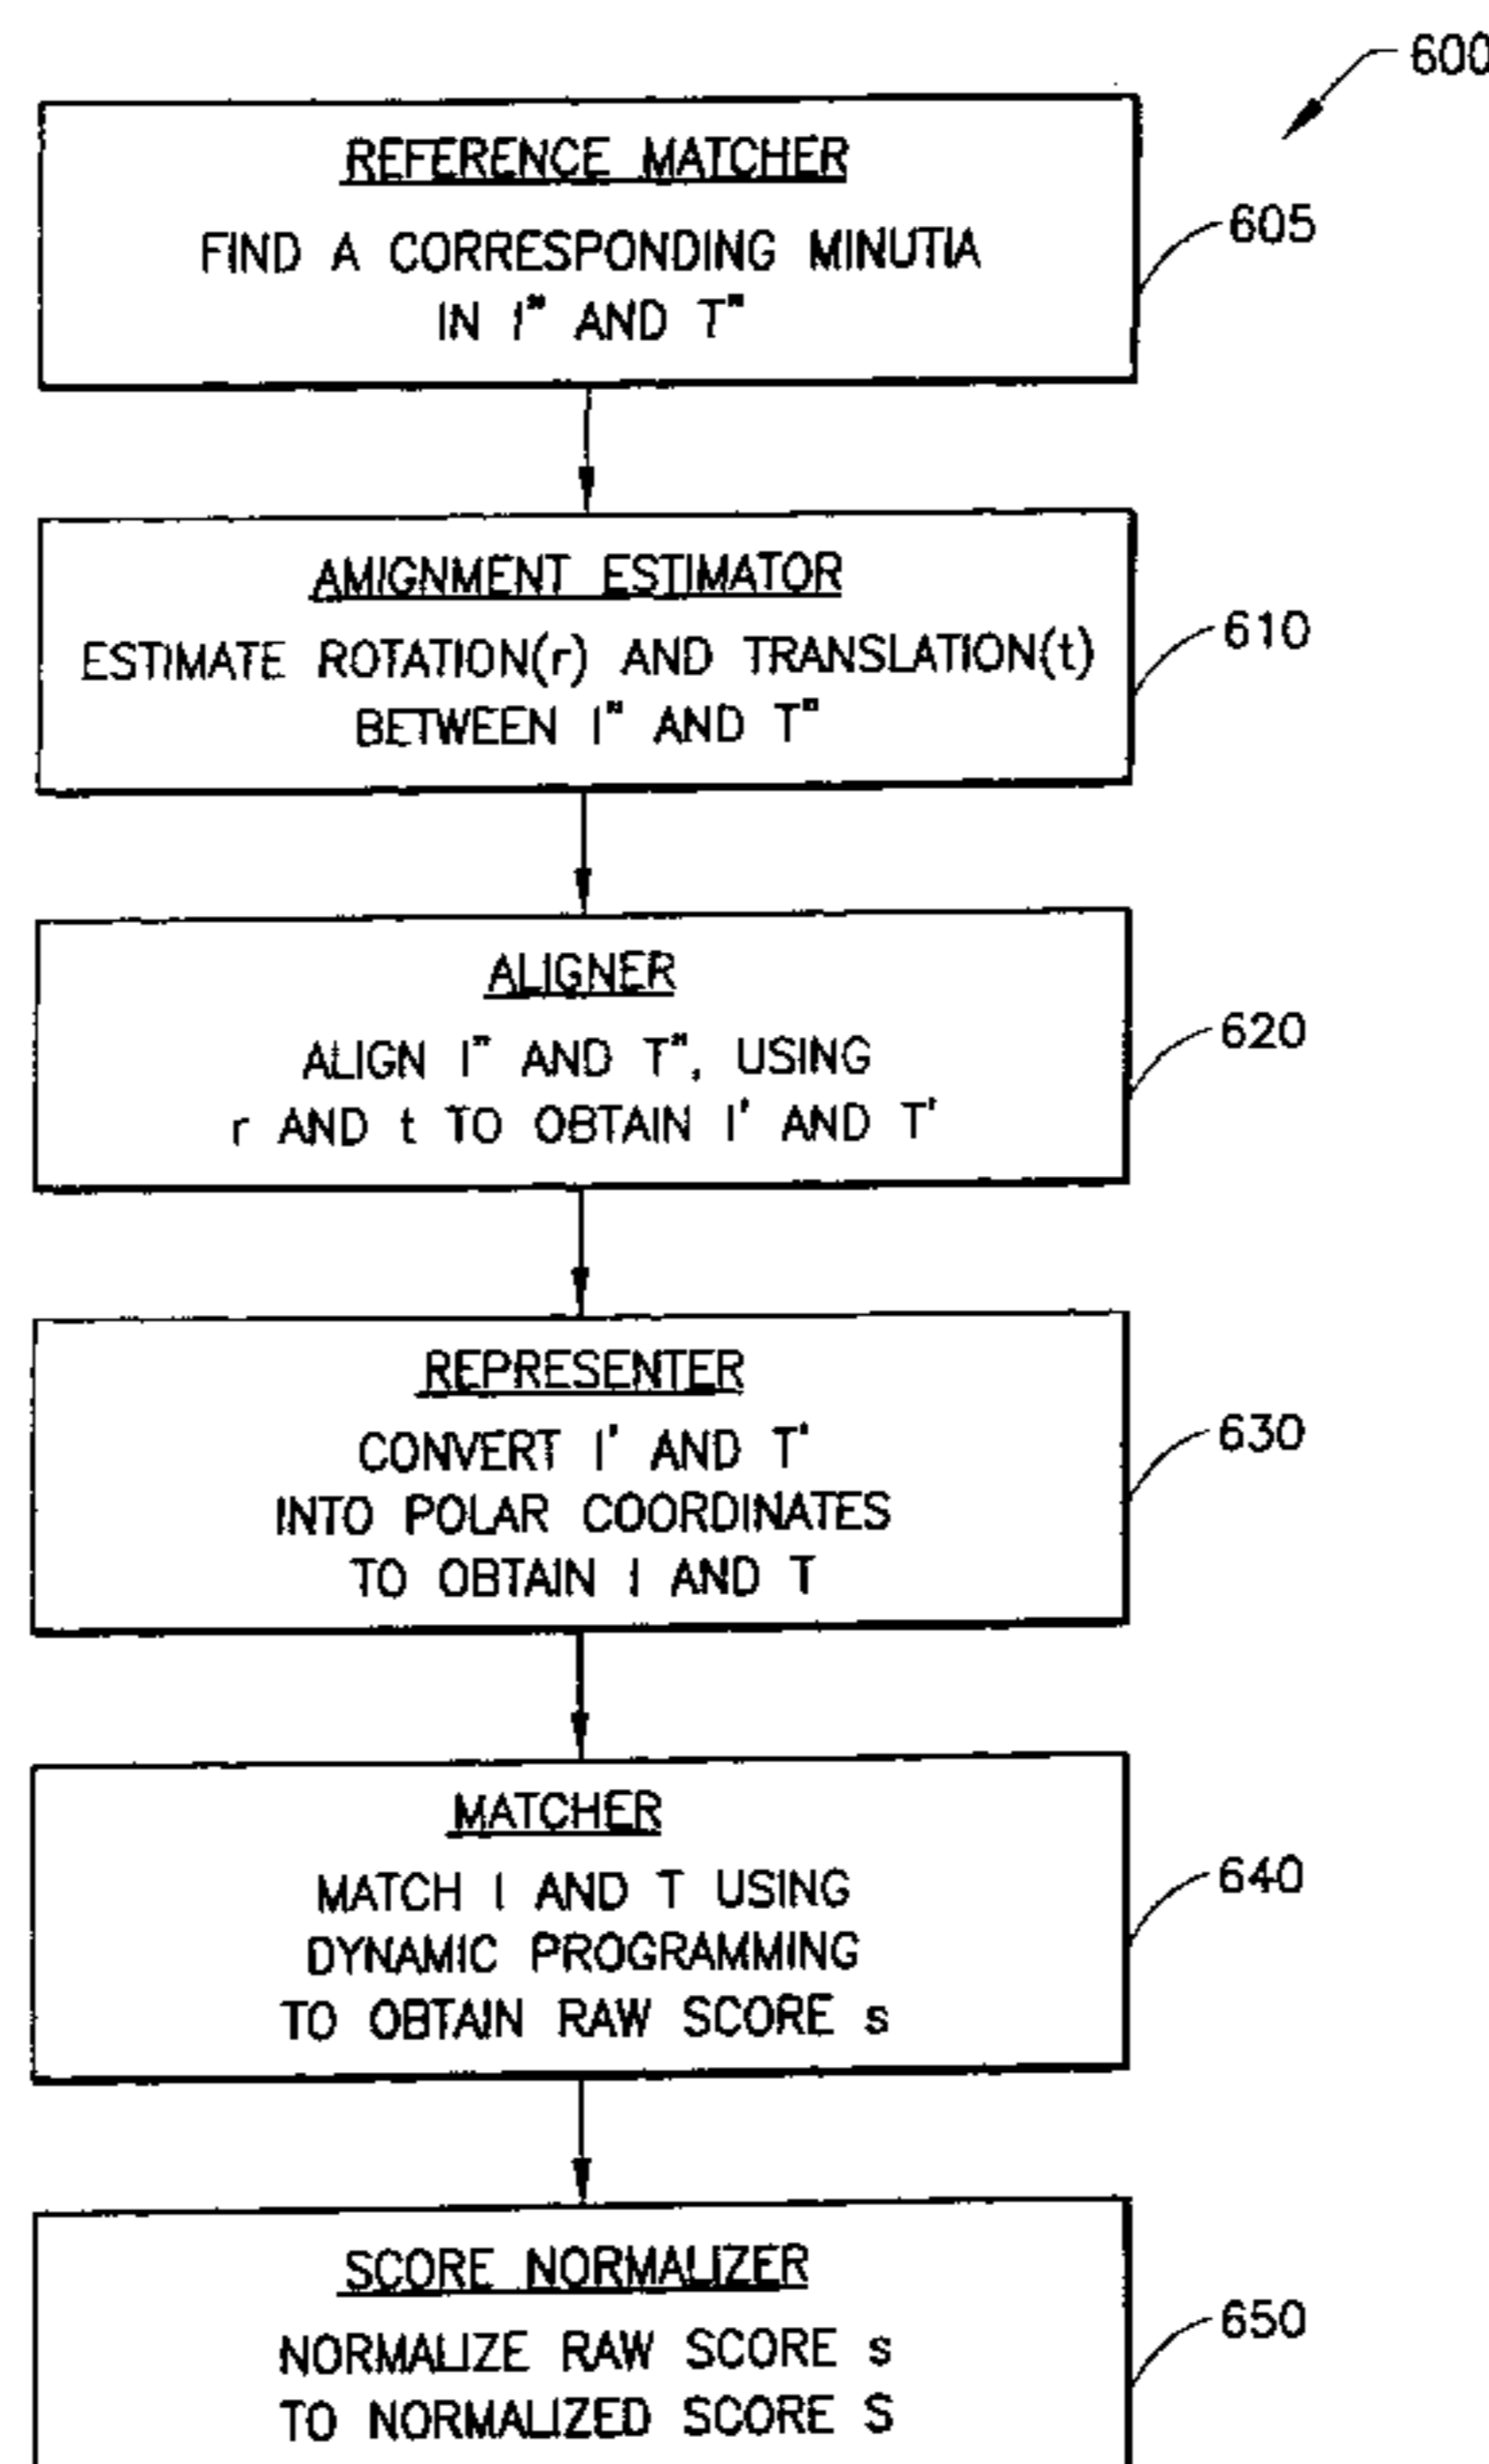 600
REFERENCE MATCHER
FIND A CORRESPONDING MINUTIA
IN I" AND T"
605
AMIGNMENT ESTIMATOR
ESTIMATE ROTATION(r) AND TRANSLATION(t)
BETWEEN I" AND T"
610
ALIGNER
ALIGN I" AND T", USING
r AND t TO OBTAIN I' AND T'
620
REPRESENTER
CONVERT I' AND T'
INTO POLAR COORDINATES
TO OBTAIN I AND T
630
MATCHER
MATCH I AND T USING
DYNAMIC PROGRAMMING
TO OBTAIN RAW SCORE s
640
SCORE NORMALIZER
NORMALIZE RAW SCORE s
TO NORMALIZED SCORE S
650